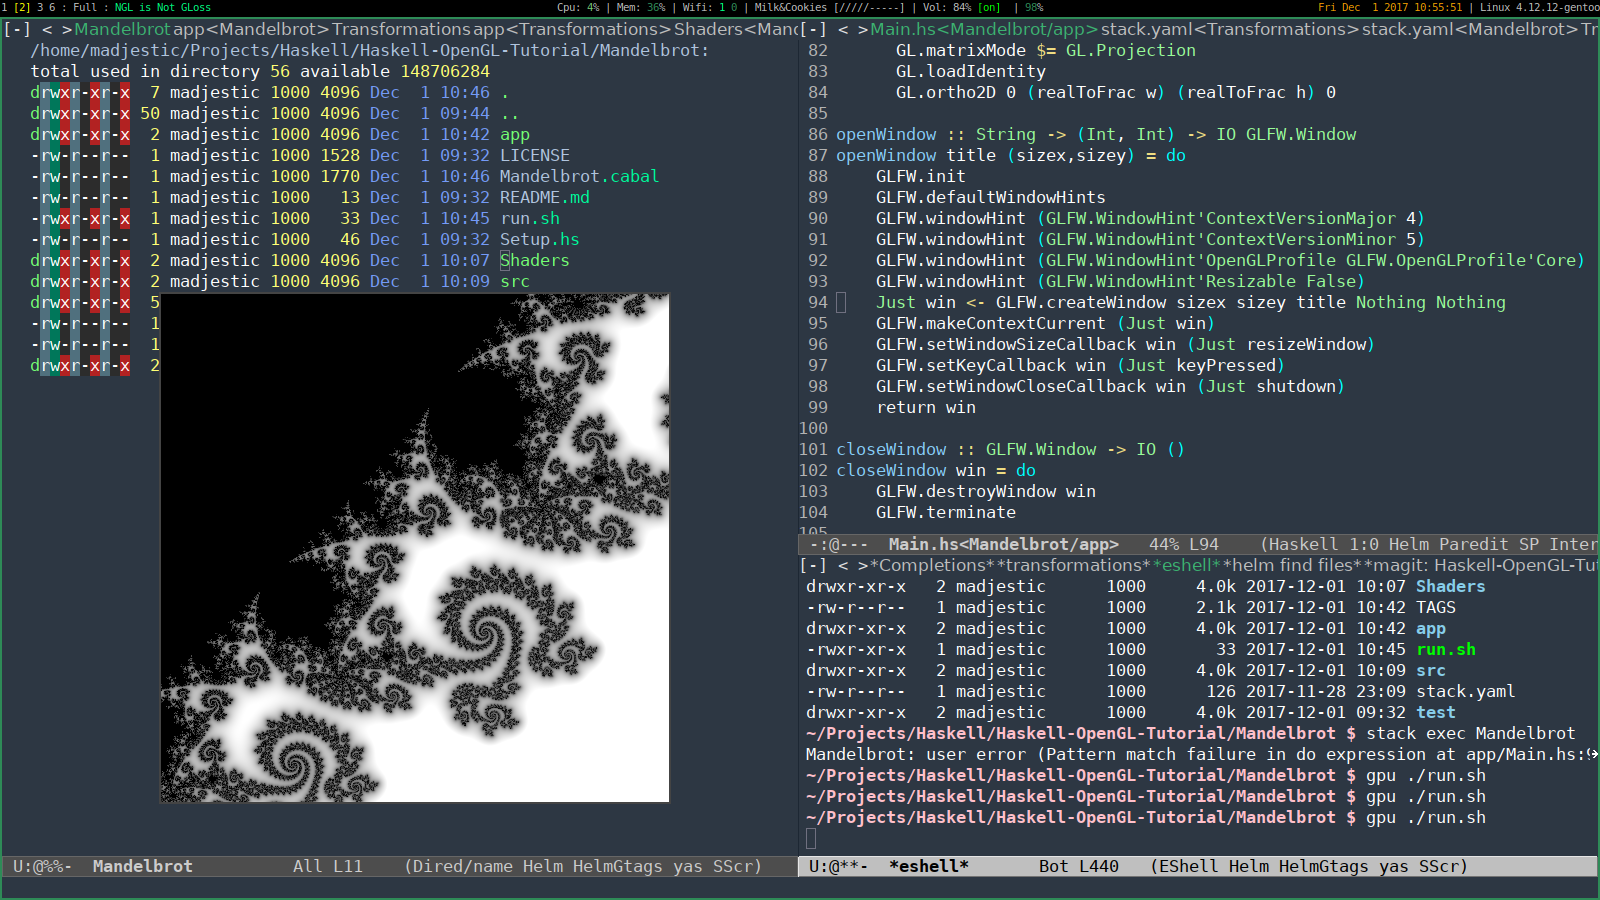 1 [2] 3 6 : Full : NGL is Not GLoss
Cpu: 4% | Mem: 36% | Wifi: 1 0 | Milk&Cookies [/////-----] | Vol: 84% [on]  | 98%
Fri Dec  1 2017 10:55:51 | Linux 4.12.12-gentoo
[-] < >Mandelbrot app<Mandelbrot>Transformations app<Transformations>Shaders<Mand
/home/madjestic/Projects/Haskell/Haskell-OpenGL-Tutorial/Mandelbrot:
total used in directory 56 available 148706284
drwxr-xr-x  7 madjestic 1000 4096 Dec  1 10:46 .
drwxr-xr-x 50 madjestic 1000 4096 Dec  1 09:44 ..
drwxr-xr-x  2 madjestic 1000 4096 Dec  1 10:42 app
-rw-r--r--  1 madjestic 1000 1528 Dec  1 09:32 LICENSE
-rw-r--r--  1 madjestic 1000 1770 Dec  1 10:46 Mandelbrot.cabal
-rw-r--r--  1 madjestic 1000   13 Dec  1 09:32 README.md
-rwxr-xr-x  1 madjestic 1000   33 Dec  1 10:45 run.sh
-rw-r--r--  1 madjestic 1000   46 Dec  1 09:32 Setup.hs
drwxr-xr-x  2 madjestic 1000 4096 Dec  1 10:07 Shaders
drwxr-xr-x  2 madjestic 1000 4096 Dec  1 10:09 src
drwxr-xr-x  5
-rw-r--r--  1
-rw-r--r--  1
drwxr-xr-x  2
U:@%%-  Mandelbrot          All L11    (Dired/name Helm HelmGtags yas SScr)
[-] < >Main.hs<Mandelbrot/app>stack.yaml<Transformations>stack.yaml<Mandelbrot>Tr
82       GL.matrixMode $= GL.Projection
83       GL.loadIdentity
84       GL.ortho2D 0 (realToFrac w) (realToFrac h) 0
85
86 openWindow :: String -> (Int, Int) -> IO GLFW.Window
87 openWindow title (sizex,sizey) = do
88     GLFW.init
89     GLFW.defaultWindowHints
90     GLFW.windowHint (GLFW.WindowHint'ContextVersionMajor 4)
91     GLFW.windowHint (GLFW.WindowHint'ContextVersionMinor 5)
92     GLFW.windowHint (GLFW.WindowHint'OpenGLProfile GLFW.OpenGLProfile'Core)
93     GLFW.windowHint (GLFW.WindowHint'Resizable False)
94     Just win <- GLFW.createWindow sizex sizey title Nothing Nothing
95     GLFW.makeContextCurrent (Just win)
96     GLFW.setWindowSizeCallback win (Just resizeWindow)
97     GLFW.setKeyCallback win (Just keyPressed)
98     GLFW.setWindowCloseCallback win (Just shutdown)
99     return win
100
101 closeWindow :: GLFW.Window -> IO ()
102 closeWindow win = do
103     GLFW.destroyWindow win
104     GLFW.terminate
105
-:@---  Main.hs<Mandelbrot/app>   44% L94    (Haskell 1:0 Helm Paredit SP Inter
[-] < >*Completions**transformations**eshell**helm find files**magit: Haskell-OpenGL-Tut
drwxr-xr-x   2 madjestic      1000     4.0k 2017-12-01 10:07 Shaders
-rw-r--r--   1 madjestic      1000     2.1k 2017-12-01 10:42 TAGS
drwxr-xr-x   2 madjestic      1000     4.0k 2017-12-01 10:42 app
-rwxr-xr-x   1 madjestic      1000       33 2017-12-01 10:45 run.sh
drwxr-xr-x   2 madjestic      1000     4.0k 2017-12-01 10:09 src
-rw-r--r--   1 madjestic      1000      126 2017-11-28 23:09 stack.yaml
drwxr-xr-x   2 madjestic      1000     4.0k 2017-12-01 09:32 test
~/Projects/Haskell/Haskell-OpenGL-Tutorial/Mandelbrot $ stack exec Mandelbrot
Mandelbrot: user error (Pattern match failure in do expression at app/Main.hs:
~/Projects/Haskell/Haskell-OpenGL-Tutorial/Mandelbrot $ gpu ./run.sh
~/Projects/Haskell/Haskell-OpenGL-Tutorial/Mandelbrot $ gpu ./run.sh
~/Projects/Haskell/Haskell-OpenGL-Tutorial/Mandelbrot $ gpu ./run.sh
U:@**-  *eshell*       Bot L440   (EShell Helm HelmGtags yas SScr)